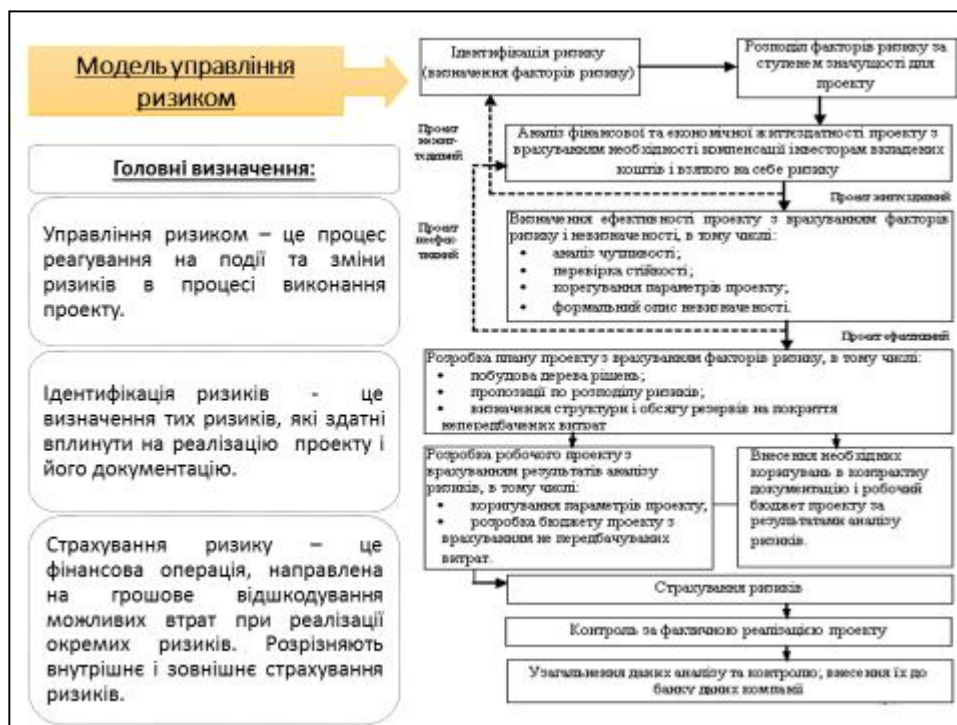 Модель управління
ризиком
Головні визначення:
Управління ризиком – це процес
реагування на події та зміни
ризиків в процесі виконання
проекту.
Ідентифікація ризиків - це
визначення тих ризиків, які здатні
вплинути на реалізацію проекту і
його документацію.
Страхування ризику – це
фінансова операція, направлена
на грошове відшкодування
можливих втрат при реалізації
окремих ризиків. Розрізняють
внутрішнє і зовнішнє страхування
ризиків.
Ідентифікація ризику
(визначення факторів ризику)
Розподіл факторів ризику за
ступенем значущості для
проекту
Проект
нежит-
тєздатний
Аналіз фінансової та економічної життєздатності проекту з
врахуванням необхідності компенсації інвесторам вкладених
коштів і взятого на себе ризику
Проект життєздатний
Проект
неефек-
тивний
Визначення ефективності проекту з врахуванням факторів
ризику і невизначеності, в тому числі:
• аналіз чутливості;
• перевірка стійкості;
• корегування параметрів проекту;
• формальний опис невизначеності.
Проект ефективний
Розробка плану проекту з врахуванням факторів ризику, в тому числі:
• побудова дерева рішень;
• пропозиції по розподілу ризиків;
• визначення структури і обсягу резервів на покриття
непередбачених витрат
Розробка робочого проекту з
врахуванням результатів аналізу
ризиків, в тому числі:
• коригування параметрів проекту,
• розробка бюджету проекту з
врахуванням не передбачуваних
витрат.
Внесення необхідних
коригувань в контрактну
документацію і робочий
бюджет проекту за
результатами аналізу
ризиків.
Страхування ризиків
Контроль за фактичною реалізацією проекту
Узагальнення даних аналізу та контролю; внесення їх до
банку даних компанії